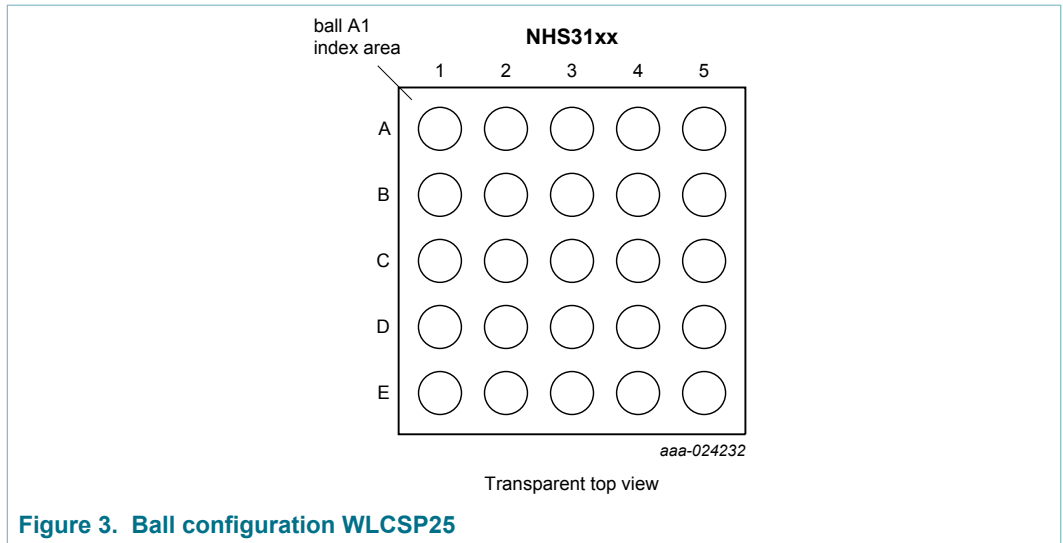 ball A1
index area
NHS31xx
1 2 3 4 5
A
B
C
D
E
aaa-024232
Transparent top view
Figure 3. Ball configuration WLCSP25